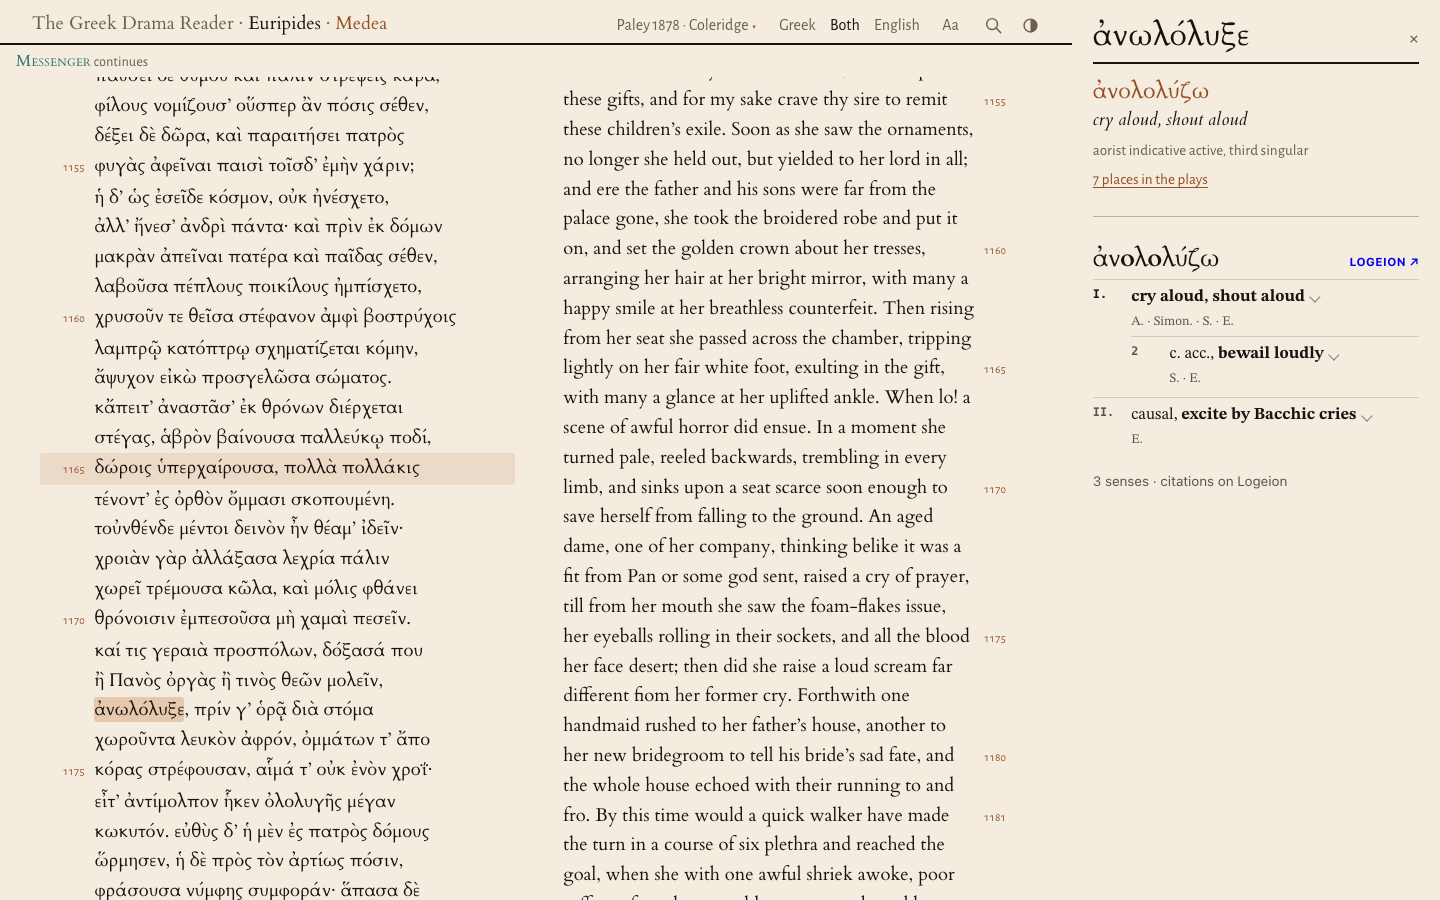 The Greek Drama Reader · Euripides · Medea
Paley 1878 · Coleridge
Greek Both English Aa
MESSENGER continues
φίλους νομίζουσ’ οὕσπερ ἂν πόσις σέθεν,
δέξει δὲ δῶρα, καὶ παραιτήσει πατρὸς
1155 φυγὰς ἀφεῖναι παισὶ τοῖσδ’ ἐμὴν χάριν;
ἡ δ’ ὡς ἐσεῖδε κόσμον, οὐκ ἠνέσχετο,
ἀλλ’ ἤνεσ’ ἀνδρὶ πάντα· καὶ πρὶν ἐκ δόμων
μακρὰν ἀπεῖναι πατέρα καὶ παῖδας σέθεν,
λαβοῦσα πέπλους ποικίλους ἠμπίσχετο,
1160 χρυσοῦν τε θεῖσα στέφανον ἀμφὶ βοστρύχοις
λαμπρῷ κατόπτρῳ σχηματίζεται κόμην,
ἄψυχον εἰκὼ προσγελῶσα σώματος.
κἄπειτ’ ἀναστᾶσ’ ἐκ θρόνων διέρχεται
στέγας, ἁβρὸν βαίνουσα παλλεύκῳ ποδί,
1165 δώροις ὑπερχαίρουσα, πολλὰ πολλάκις
τένοντ’ ἐς ὀρθὸν ὄμμασι σκοπουμένη.
τοὐνθένδε μέντοι δεινὸν ἦν θέαμ’ ἰδεῖν·
χροιὰν γὰρ ἀλλάξασα λεχρία πάλιν
χωρεῖ τρέμουσα κῶλα, καὶ μόλις φθάνει
1170 θρόνοισιν ἐμπεσοῦσα μὴ χαμαὶ πεσεῖν.
καί τις γεραιὰ προσπόλων, δόξασά που
ἢ Πανὸς ὀργὰς ἤ τινὸς θεῶν μολεῖν,
ἀνωλόλυξε, πρίν γ’ ὁρᾷ διὰ στόμα
χωροῦντα λευκὸν ἀφρόν, ὀμμάτων τ’ ἄπο
1175 κόρας στρέφουσαν, αἷμά τ’ οὐκ ἐνὸν χροΐ·
εἶτ’ ἀντίμολπον ἧκεν ὀλολυγῆς μέγαν
κωκυτόν. εὐθὺς δ’ ἡ μὲν ἐς πατρὸς δόμους
ὥρμησεν, ἡ δὲ πρὸς τὸν ἀρτίως πόσιν,
φράσουσα νύμφης συμφοράν· ἅπασα δὲ
these gifts, and for my sake crave thy sire to remit 1155
these children’s exile. Soon as she saw the ornaments,
no longer she held out, but yielded to her lord in all;
and ere the father and his sons were far from the
palace gone, she took the broidered robe and put it
on, and set the golden crown about her tresses, 1160
arranging her hair at her bright mirror, with many a
happy smile at her breathless counterfeit. Then rising
from her seat she passed across the chamber, tripping
lightly on her fair white foot, exulting in the gift, 1165
with many a glance at her uplifted ankle. When lo! a
scene of awful horror did ensue. In a moment she
turned pale, reeled backwards, trembling in every
limb, and sinks upon a seat scarce soon enough to 1170
save herself from falling to the ground. An aged
dame, one of her company, thinking belike it was a
fit from Pan or some god sent, raised a cry of prayer,
till from her mouth she saw the foam-flakes issue,
her eyeballs rolling in their sockets, and all the blood 1175
her face desert; then did she raise a loud scream far
different fiom her former cry. Forthwith one
handmaid rushed to her father’s house, another to
her new bridegroom to tell his bride’s sad fate, and 1180
the whole house echoed with their running to and
fro. By this time would a quick walker have made 1181
the turn in a course of six plethra and reached the
goal, when she with one awful shriek awoke, poor
ἀνωλόλυξε ×
ἀνολολύζω
cry aloud, shout aloud
aorist indicative active, third singular
7 places in the plays
ἀνολολύζω LOGEION ↗
I. cry aloud, shout aloud
A. · Simon. · S. · E.
2 c. acc., bewail loudly
S. · E.
II. causal, excite by Bacchic cries
E.
3 senses · citations on Logeion